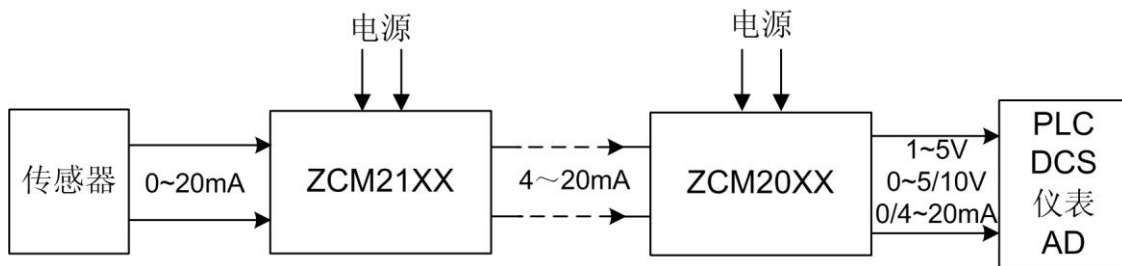 电源
电源
传感器
0~20mA
ZCM21XX
4～20mA
ZCM20XX
1~5V
0~5/10V
0/4~20mA
PLC
DCS
仪表
AD